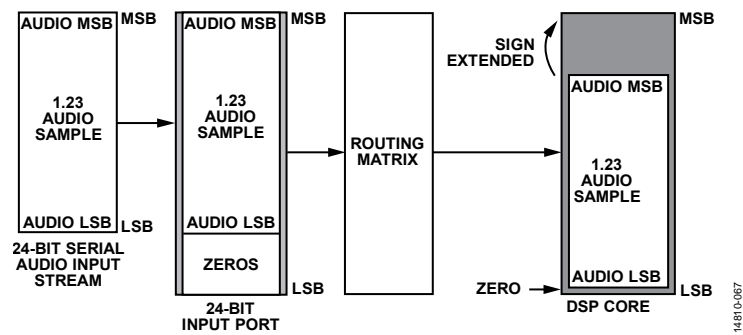 AUDIO MSB
MSB
1.23
AUDIO
SAMPLE
AUDIO LSB
LSB
24-BIT SERIAL
AUDIO INPUT
STREAM
AUDIO MSB
MSB
1.23
AUDIO
SAMPLE
AUDIO LSB
ZEROS
LSB
24-BIT
INPUT PORT
ROUTING
MATRIX
SIGN
EXTENDED
MSB
AUDIO MSB
1.23
AUDIO
SAMPLE
AUDIO LSB
ZERO
LSB
DSP CORE
14810-067